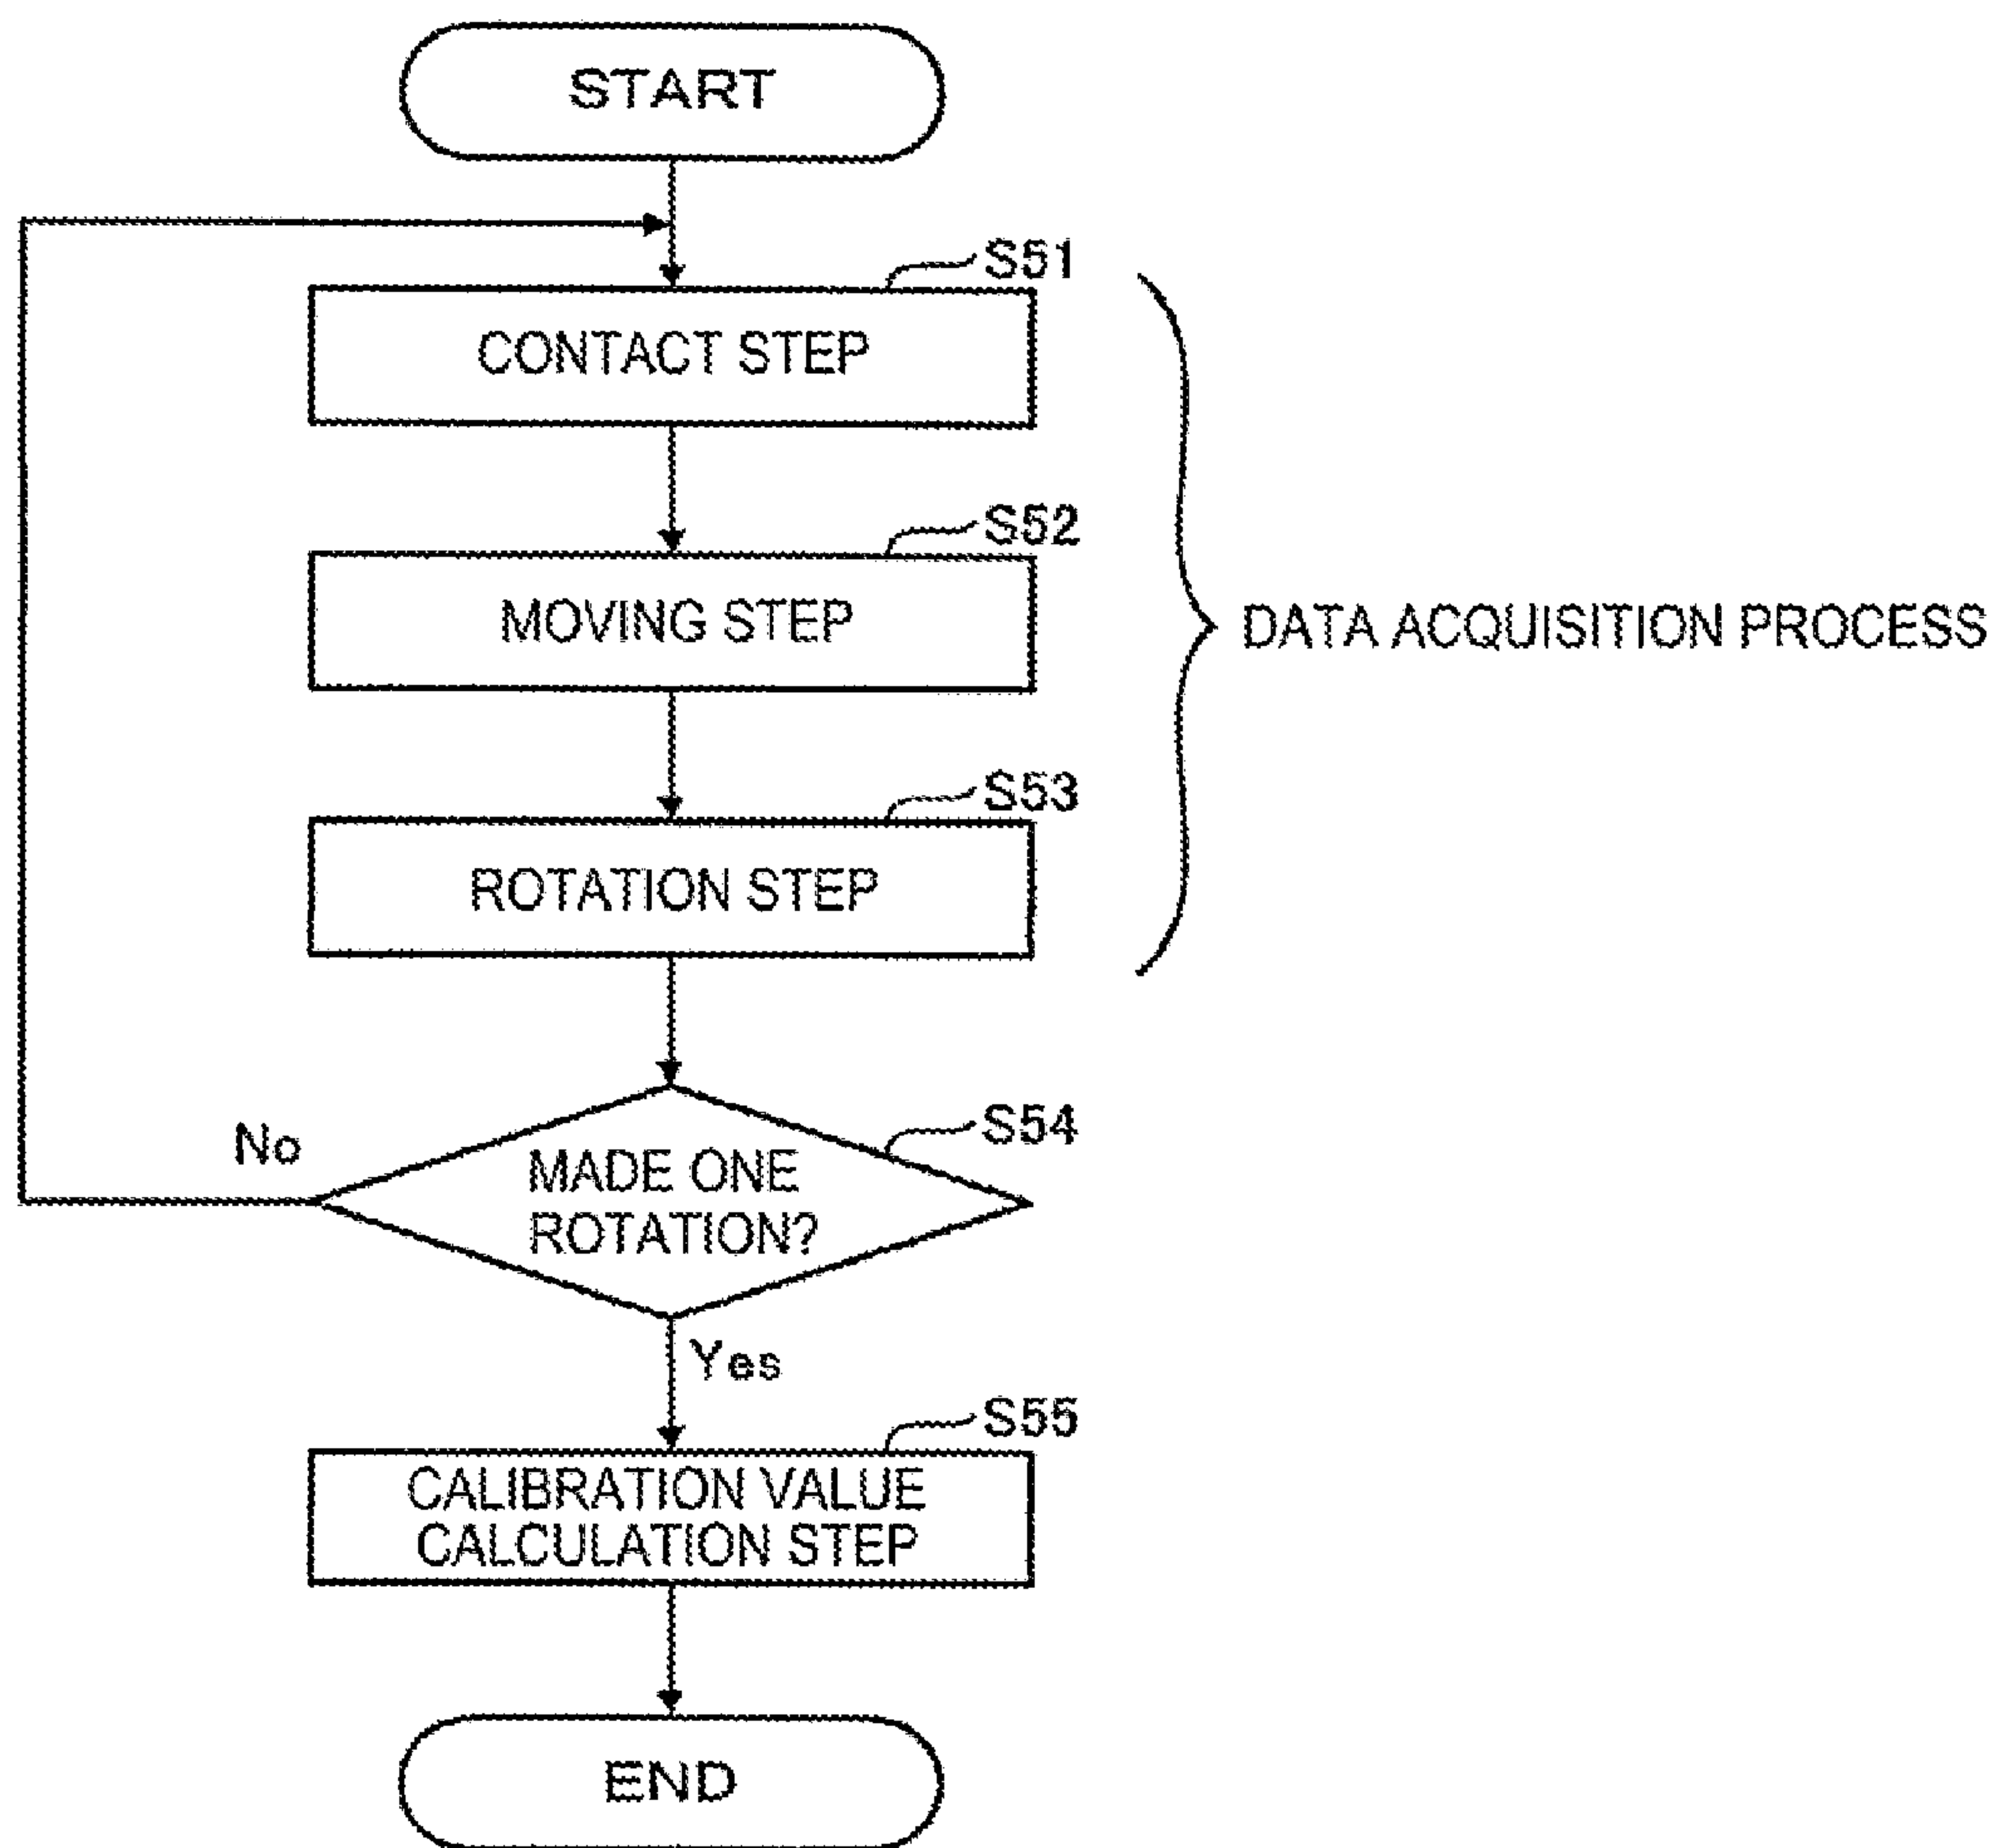 START
S51
CONTACT STEP
S52
MOVING STEP
DATA ACQUISITION PROCESS
S53
ROTATION STEP
S54
No
MADE ONE
ROTATION?
Yes
S55
CALIBRATION VALUE
CALCULATION STEP
END